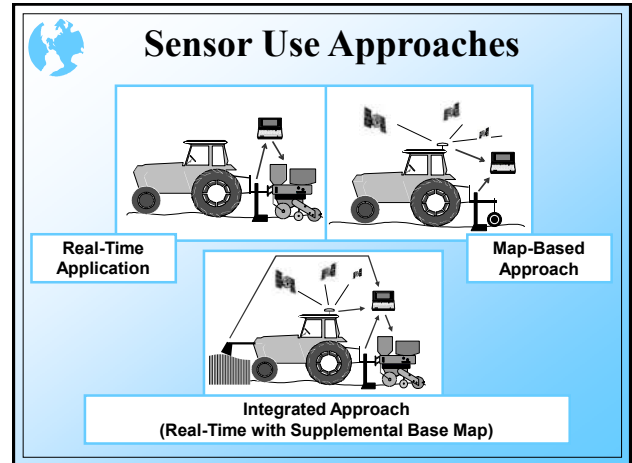 Sensor Use Approaches
Real-Time
Application
Map-Based
Approach
Integrated Approach
(Real-Time with Supplemental Base Map)